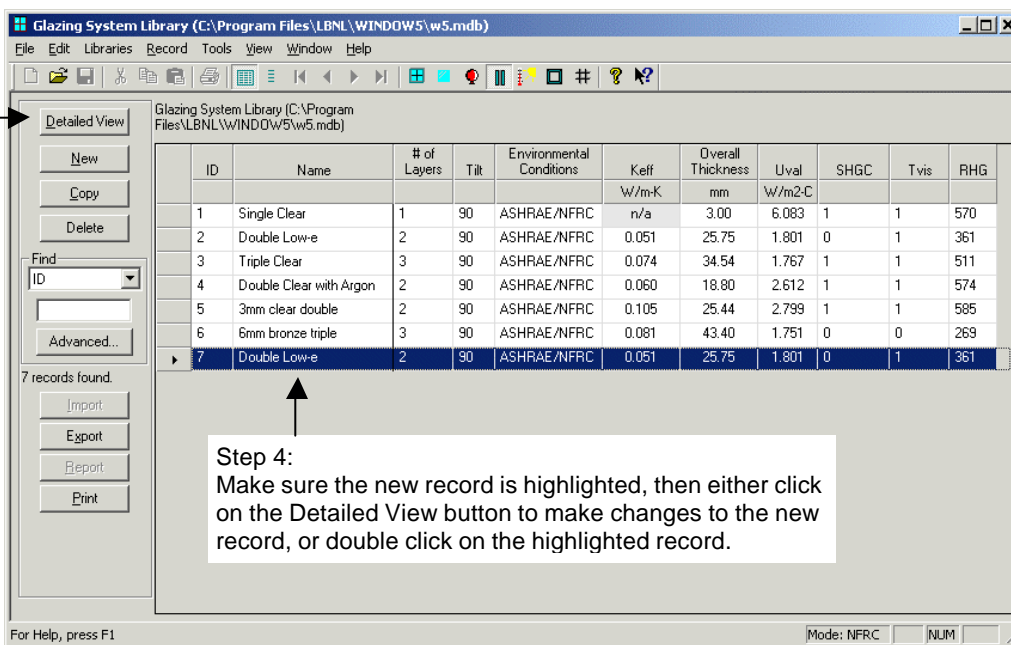 Glazing System Library (C:\Program Files\LBNL\WINDOW5\w5.mdb)
File Edit Libraries Record Tools View Window Help
Detailed View
New
Copy
Delete
Find
ID
Advanced...
7 records found.
Import
Export
Report
Print
Glazing System Library (C:\Program
Files\LBNL\WINDOW5\w5.mdb)
ID Name # of Layers Tilt Environmental Conditions Keff Overall Thickness Uval SHGC Tvis RHG
W/m-K mm W/m2-C
1 Single Clear 1 90 ASHRAE/NFRC n/a 3.00 6.083 1 1 570
2 Double Low-e 2 90 ASHRAE/NFRC 0.051 25.75 1.801 0 1 361
3 Triple Clear 3 90 ASHRAE/NFRC 0.074 34.54 1.767 1 1 511
4 Double Clear with Argon 2 90 ASHRAE/NFRC 0.060 18.80 2.612 1 1 574
5 3mm clear double 2 90 ASHRAE/NFRC 0.105 25.44 2.799 1 1 585
6 6mm bronze triple 3 90 ASHRAE/NFRC 0.081 43.40 1.751 0 0 269
7 Double Low-e 2 90 ASHRAE/NFRC 0.051 25.75 1.801 0 1 361
Step 4:
Make sure the new record is highlighted, then either click
on the Detailed View button to make changes to the new
record, or double click on the highlighted record.
For Help, press F1
Mode: NFRC NUM